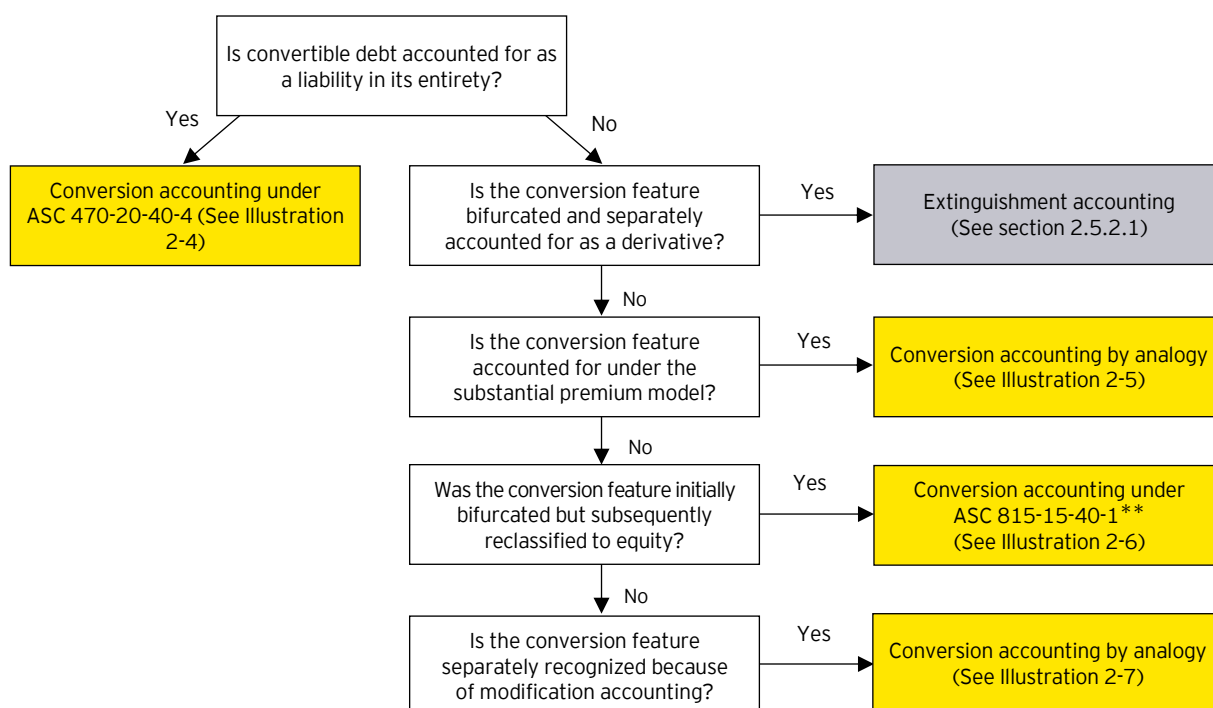 Is convertible debt accounted for as
a liability in its entirety?
Yes
No
Conversion accounting under
ASC 470-20-40-4 (See Illustration
2-4)
Is the conversion feature
bifurcated and separately
accounted for as a derivative?
Yes
Extinguishment accounting
(See section 2.5.2.1)
No
Is the conversion feature
accounted for under the
substantial premium model?
Yes
Conversion accounting by analogy
(See Illustration 2-5)
No
Was the conversion feature initially
bifurcated but subsequently
reclassified to equity?
Yes
Conversion accounting under
ASC 815-15-40-1**
(See Illustration 2-6)
No
Is the conversion feature
separately recognized because
of modification accounting?
Yes
Conversion accounting by analogy
(See Illustration 2-7)